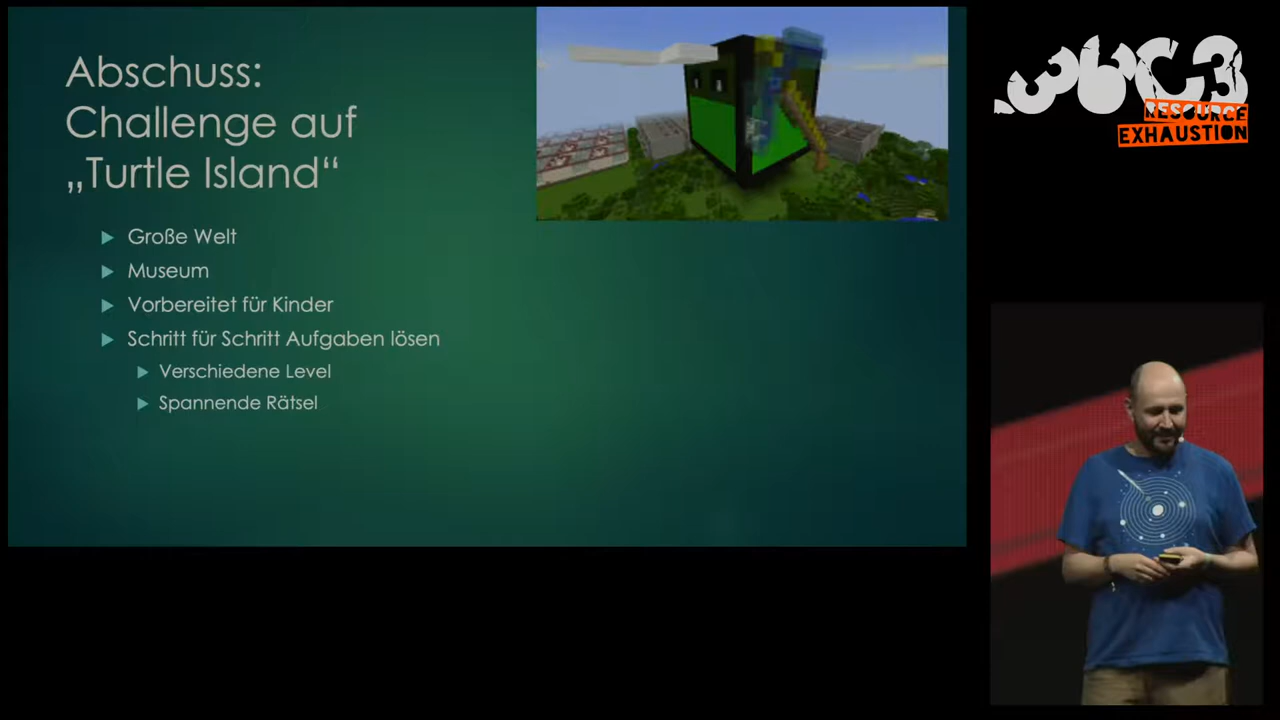 Abschuss:
Challenge auf
„Turtle Island“
Große Welt
Museum
Vorbereitet für Kinder
Schritt für Schritt Aufgaben lösen
Verschiedene Level
Spannende Rätsel
36C3
RESOURCE
EXHAUSTION